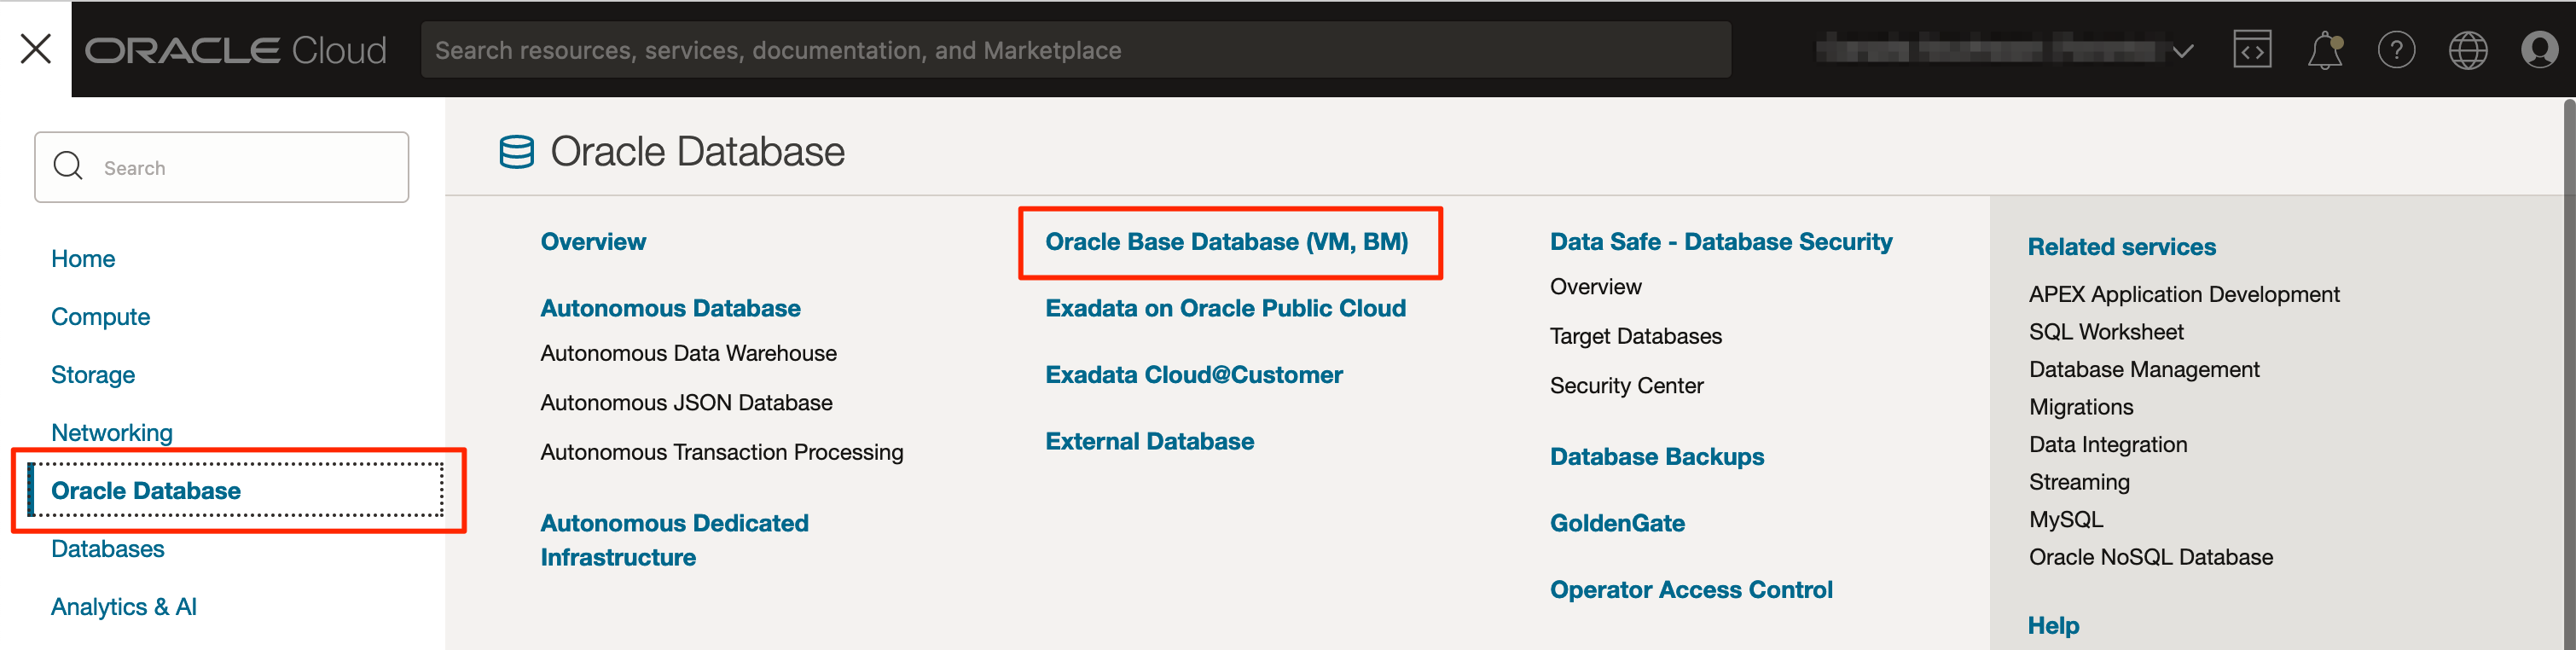 ORACLE Cloud
Search resources, services, documentation, and Marketplace
Search
Home
Compute
Storage
Networking
Oracle Database
Databases
Analytics & AI
Oracle Database
Overview
Autonomous Database
Autonomous Data Warehouse
Autonomous JSON Database
Autonomous Transaction Processing
Autonomous Dedicated
Infrastructure
Oracle Base Database (VM, BM)
Exadata on Oracle Public Cloud
Exadata Cloud@Customer
External Database
Data Safe - Database Security
Overview
Target Databases
Security Center
Database Backups
GoldenGate
Operator Access Control
Related services
APEX Application Development
SQL Worksheet
Database Management
Migrations
Data Integration
Streaming
MySQL
Oracle NoSQL Database
Help